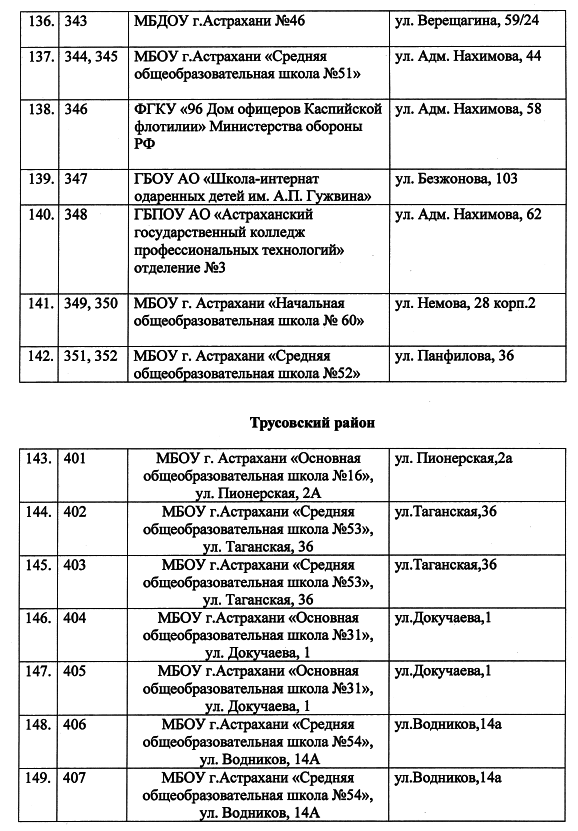 136. 343 МБДОУ г.Астрахани №46 ул. Верещагина, 59/24
137. 344, 345 МБОУ г.Астрахани «Средняя ул. Адм. Нахимова, 44
общеобразовательная школа №51»
138. 346 ФГКУ «96 Дом офицеров Каспийской ул. Адм. Нахимова, 58
флотилии» Министерства обороны
РФ
139. 347 ГБОУ АО «Школа-интернат ул. Безжонова, 103
одаренных детей им. А.П. Гужвина»
140. 348 ГБПОУ АО «Астраханский ул. Адм. Нахимова, 62
государственный колледж
профессиональных технологий»
отделение №3
141. 349, 350 МБОУ г. Астрахани «Начальная ул. Немова, 28 корп.2
общеобразовательная школа № 60»
142. 351, 352 МБОУ г. Астрахани «Средняя ул. Панфилова, 36
общеобразовательная школа №52»
Трусовский район
143. 401 МБОУ г. Астрахани «Основная ул. Пионерская,2а
общеобразовательная школа №16»,
ул. Пионерская, 2А
144. 402 МБОУ г.Астрахани «Средняя ул.Таганская,36
общеобразовательная школа №53»,
ул. Таганская, 36
145. 403 МБОУ г.Астрахани «Средняя ул.Таганская,36
общеобразовательная школа №53»,
ул. Таганская, 36
146. 404 МБОУ г.Астрахани «Основная ул.Докучаева,1
общеобразовательная школа №31»,
ул. Докучаева, 1
147. 405 МБОУ г.Астрахани «Основная ул.Докучаева,1
общеобразовательная школа №31»,
ул. Докучаева, 1
148. 406 МБОУ г.Астрахани «Средняя ул.Водников,14а
общеобразовательная школа №54»,
ул. Водников, 14А
149. 407 МБОУ г.Астрахани «Средняя ул.Водников,14а
общеобразовательная школа №54»,
ул. Водников, 14А